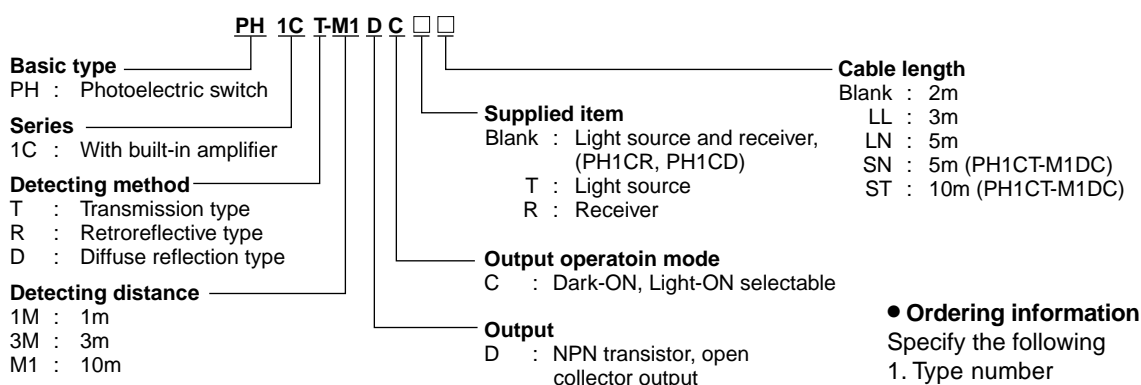 PH 1C T-M1 D C □ □
Basic type
PH : Photoelectric switch
Series
1C : With built-in amplifier
Detecting method
T : Transmission type
R : Retroreflective type
D : Diffuse reflection type
Detecting distance
1M : 1m
3M : 3m
M1 : 10m
Supplied item
Blank : Light source and receiver,
(PH1CR, PH1CD)
T : Light source
R : Receiver
Output operatoin mode
C : Dark-ON, Light-ON selectable
Output
D : NPN transistor, open
collector output
Cable length
Blank : 2m
LL : 3m
LN : 5m
SN : 5m (PH1CT-M1DC)
ST : 10m (PH1CT-M1DC)
● Ordering information
Specify the following
1. Type number